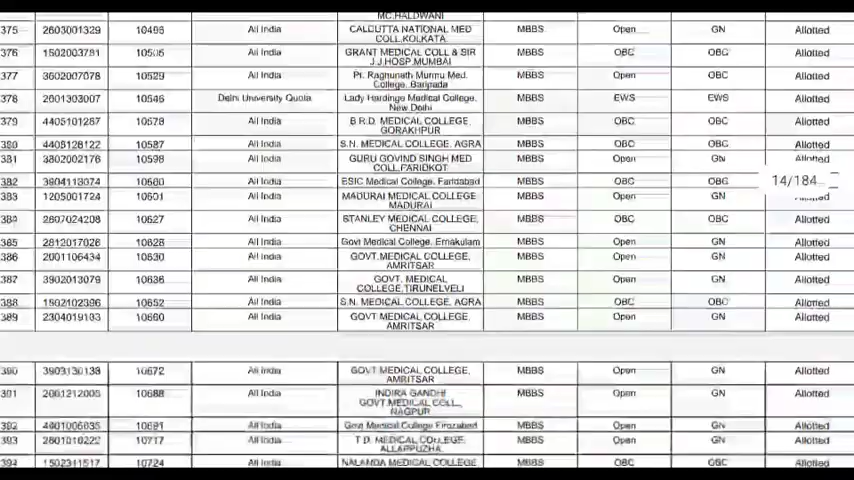 MC,HALDWANI
375 2603001329 10495 All India CALCUTTA NATIONAL MED MBBS Open GN Allotted
COLL,KOLKATA
376 1502003781 10505 All India GRANT MEDICAL COLL & SIR MBBS OBC OBC Allotted
J.J.HOSP,MUMBAI
377 3602007078 10529 All India Pt. Raghunath Murmu Med. MBBS Open OBC Allotted
College, Baripada
378 2001303007 10546 Delhi University Quota Lady Hardinge Medical College, MBBS EWS EWS Allotted
New Delhi
379 4405101287 10578 All India B.R.D. MEDICAL COLLEGE, MBBS OBC OBC Allotted
GORAKHPUR
380 4408128122 10587 All India S.N. MEDICAL COLLEGE, AGRA MBBS OBC OBC Allotted
381 3802002176 10598 All India GURU GOVIND SINGH MED MBBS Open GN Allotted
COLL,FARIDKOT
382 3904113074 10600 All India ESIC Medical College, Faridabad MBBS OBC OBC 14/184
383 1205001724 10601 All India MADURAI MEDICAL COLLEGE MBBS Open GN Allotted
MADURAI
384 2807024208 10627 All India STANLEY MEDICAL COLLEGE, MBBS OBC OBC Allotted
CHENNAI
385 2812017028 10628 All India Govt Medical College, Ernakulam MBBS Open GN Allotted
386 2001106434 10630 All India GOVT.MEDICAL COLLEGE, MBBS Open GN Allotted
AMRITSAR
387 3902013079 10636 All India GOVT. MEDICAL MBBS Open GN Allotted
COLLEGE,TIRUNELVELI
388 1502102396 10652 All India S.N. MEDICAL COLLEGE, AGRA MBBS OBC OBC Allotted
389 2304019103 10660 All India GOVT MEDICAL COLLEGE, MBBS Open GN Allotted
AMRITSAR
390 3903130138 10672 All India GOVT MEDICAL COLLEGE, MBBS Open GN Allotted
AMRITSAR
391 2001212005 10688 All India INDIRA GANDHI MBBS Open GN Allotted
GOVT.MEDICAL COLL.,
NAGPUR
392 4001006035 10691 All India Govt Medical College Firozabad MBBS Open GN Allotted
393 2801010222 10717 All India T.D. MEDICAL COLLEGE, MBBS Open GN Allotted
ALLAPPUZHA
394 1502311517 10724 All India NALANDA MEDICAL COLLEGE MBBS OBC OBC Allotted